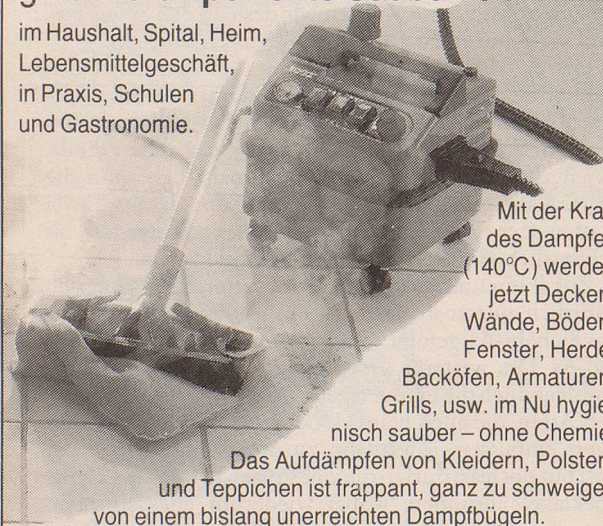 im Haushalt, Spital, Heim,
Lebensmittelgeschäft,
in Praxis, Schulen
und Gastronomie.
Mit der Kra
des Dampfe
(140°C) werde
jetzt Decken
Wände, Böden
Fenster, Herde
Backöfen, Armaturen
Grills, usw. im Nu hygie
nisch sauber – ohne Chemie
Das Aufdämpfen von Kleidern, Polster
und Teppichen ist frappant, ganz zu schweige
von einem bislang unerreichten Dampfbügeln.